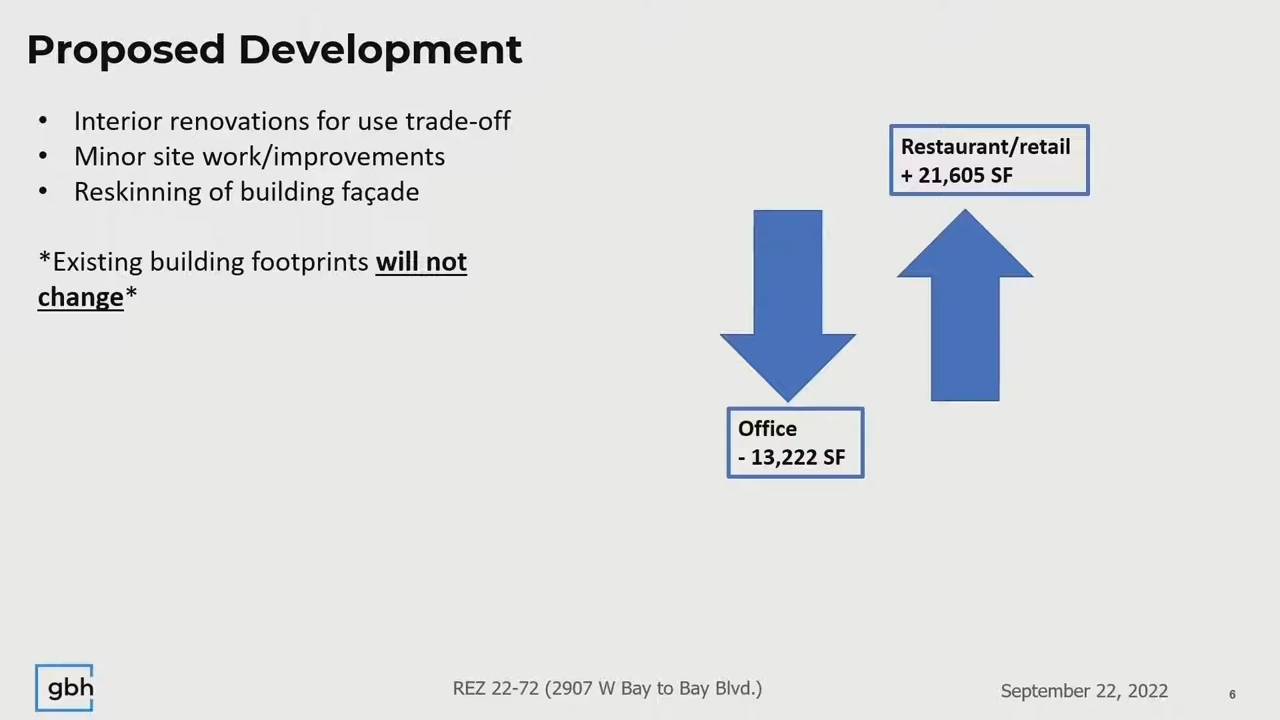 Proposed Development
• Interior renovations for use trade-off
• Minor site work/improvements
• Reskinning of building façade
*Existing building footprints will not
change*
Restaurant/retail
+ 21,605 SF
Office
- 13,222 SF
gbh
REZ 22-72 (2907 W Bay to Bay Blvd.)
September 22, 2022
6